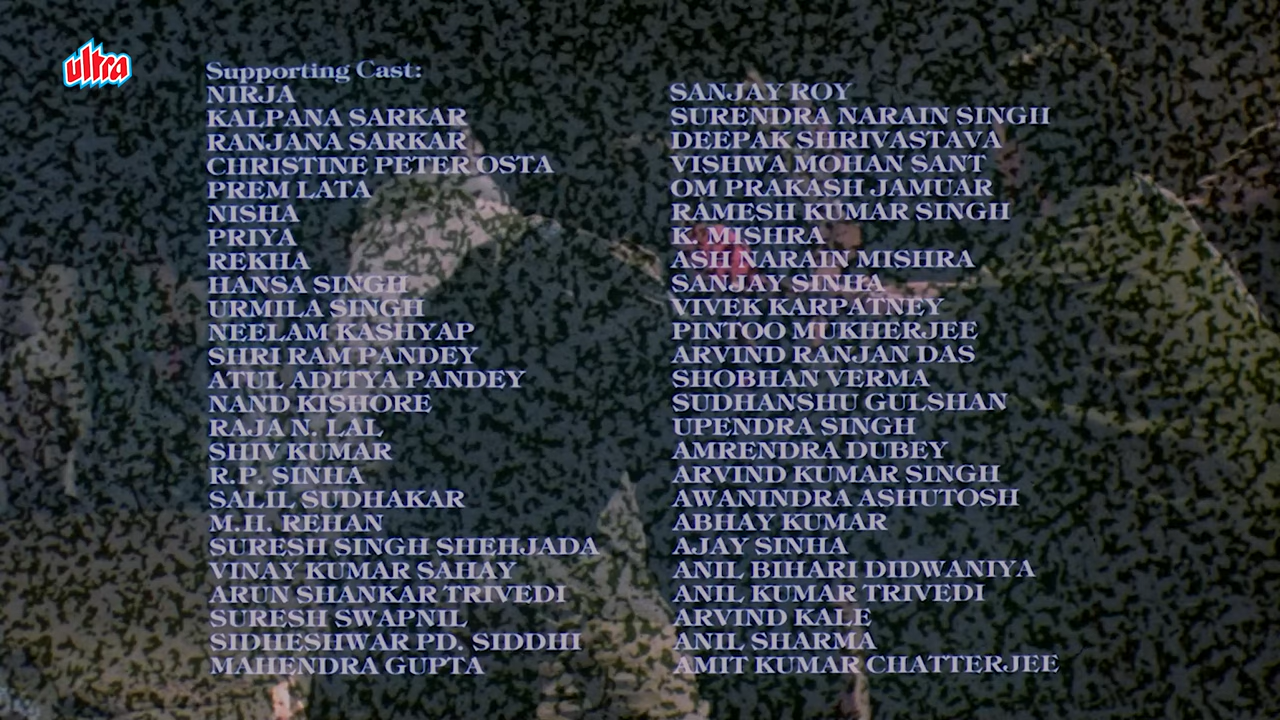 ultra
Supporting Cast:
NIRJA
KALPANA SARKAR
RANJANA SARKAR
CHRISTINE PETER OSTA
PREM LATA
NISHA
PRIYA
REKHA
HANSA SINGH
URMILA SINGH
NEELAM KASHYAP
SHRI RAM PANDEY
ATUL ADITYA PANDEY
NAND KISHORE
RAJA N. LAL
SHIV KUMAR
R.P. SINHA
SALIL SUDHAKAR
M.H. REHAN
SURESH SINGH SHEHJADA
VINAY KUMAR SAHAY
ARUN SHANKAR TRIVEDI
SURESH SWAPNIL
SIDHESHWAR PD. SIDDHI
MAHENDRA GUPTA
SANJAY ROY
SURENDRA NARAIN SINGH
DEEPAK SHRIVASTAVA
VISHWA MOHAN SANT
OM PRAKASH JAMUAR
RAMESH KUMAR SINGH
K. MISHRA
ASH NARAIN MISHRA
SANJAY SINHA
VIVEK KARPATNEY
PINTOO MUKHERJEE
ARVIND RANJAN DAS
SHOBHAN VERMA
SUDHANSHU GULSHAN
UPENDRA SINGH
AMRENDRA DUBEY
ARVIND KUMAR SINGH
AWANINDRA ASHUTOSH
ABHAY KUMAR
AJAY SINHA
ANIL BIHARI DIDWANIYA
ANIL KUMAR TRIVEDI
ARVIND KALE
ANIL SHARMA
AMIT KUMAR CHATTERJEE